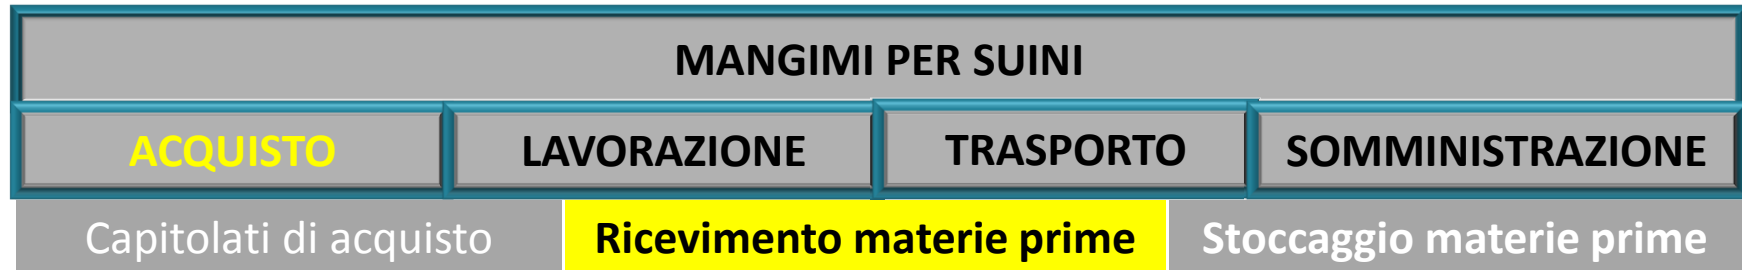 MANGIMI PER SUINI
ACQUISTO LAVORAZIONE TRASPORTO SOMMINISTRAZIONE
Capitolati di acquisto Ricevimento materie prime Stoccaggio materie prime